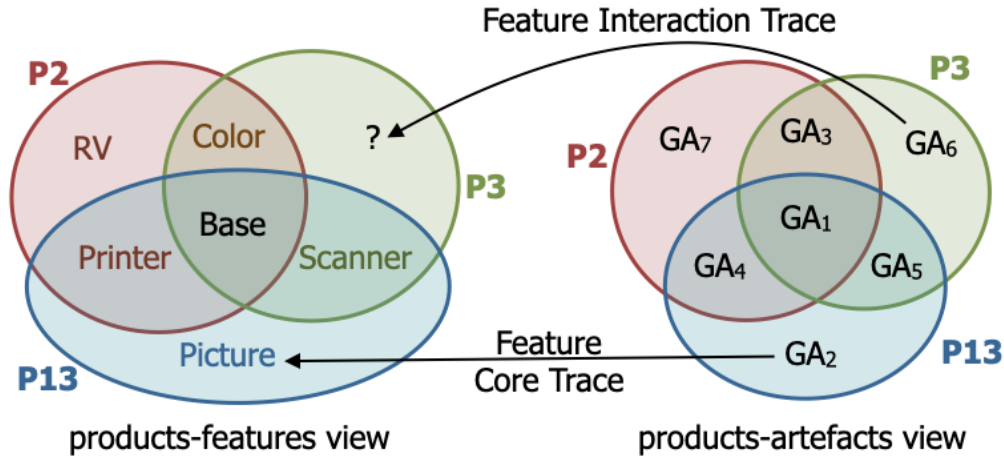 Feature Interaction Trace
P2
RV
Color
?
P3
Base
Printer
Scanner
Picture
P13
products-features view
P3
P2
GA7
GA3
GA6
GA1
GA4
GA5
GA2
P13
Feature
Core Trace
products-artefacts view